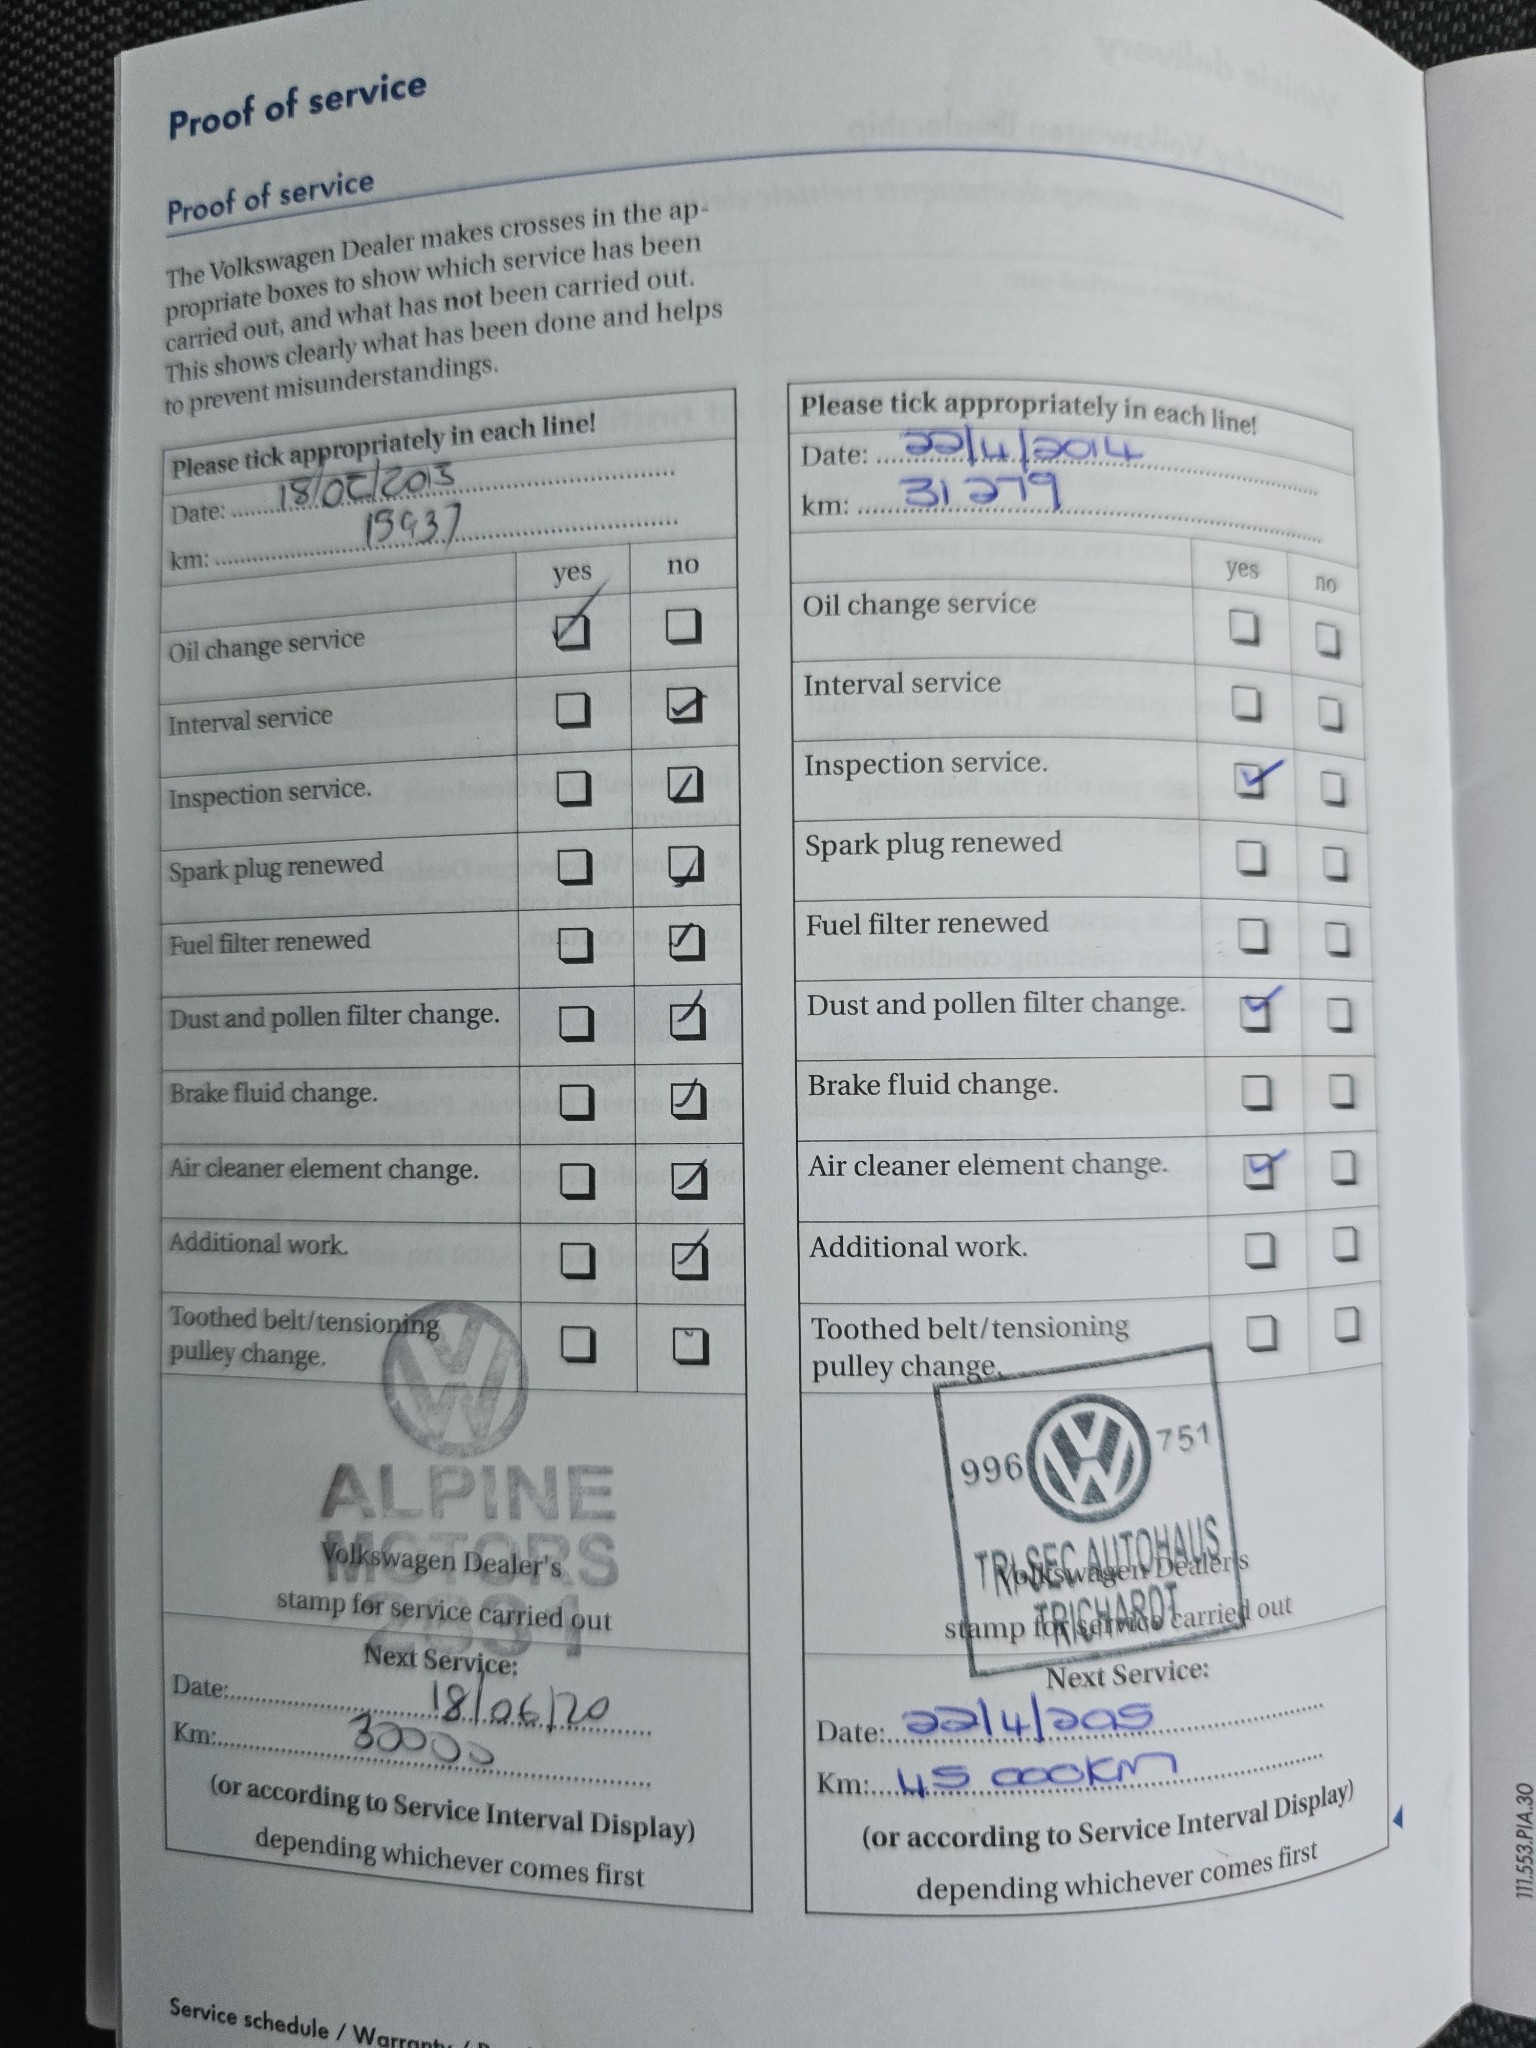 Proof of service
Proof of service
The Volkswagen Dealer makes crosses in the ap-
propriate boxes to show which service has been
carried out, and what has not been carried out.
This shows clearly what has been done and helps
to prevent misunderstandings.
Please tick appropriately in each line!
Date:
km: 15937
yes no
Oil change service
Interval service
Inspection service.
Spark plug renewed
Fuel filter renewed
Dust and pollen filter change.
Brake fluid change.
Air cleaner element change.
Additional work.
Toothed belt/tensioning
pulley change.
ALPINE
MOTORS
Volkswagen Dealer's
stamp for service carried out
Next Service:
Date: 18/06/20
Km: 30000
(or according to Service Interval Display)
depending whichever comes first
Please tick appropriately in each line!
Date: 22/4/2014
km: 31279
yes no
Oil change service
Interval service
Inspection service.
Spark plug renewed
Fuel filter renewed
Dust and pollen filter change.
Brake fluid change.
Air cleaner element change.
Additional work.
Toothed belt/tensioning
pulley change.
996 751
TRI SEC AUTOHAUS
Volkswagen Dealer's
TRICHARDT
stamp for service carried out
Next Service:
Date: 22/4/205
Km: 45 000KM
(or according to Service Interval Display)
depending whichever comes first
Service schedule / Warranty /
111.553.PIA.30